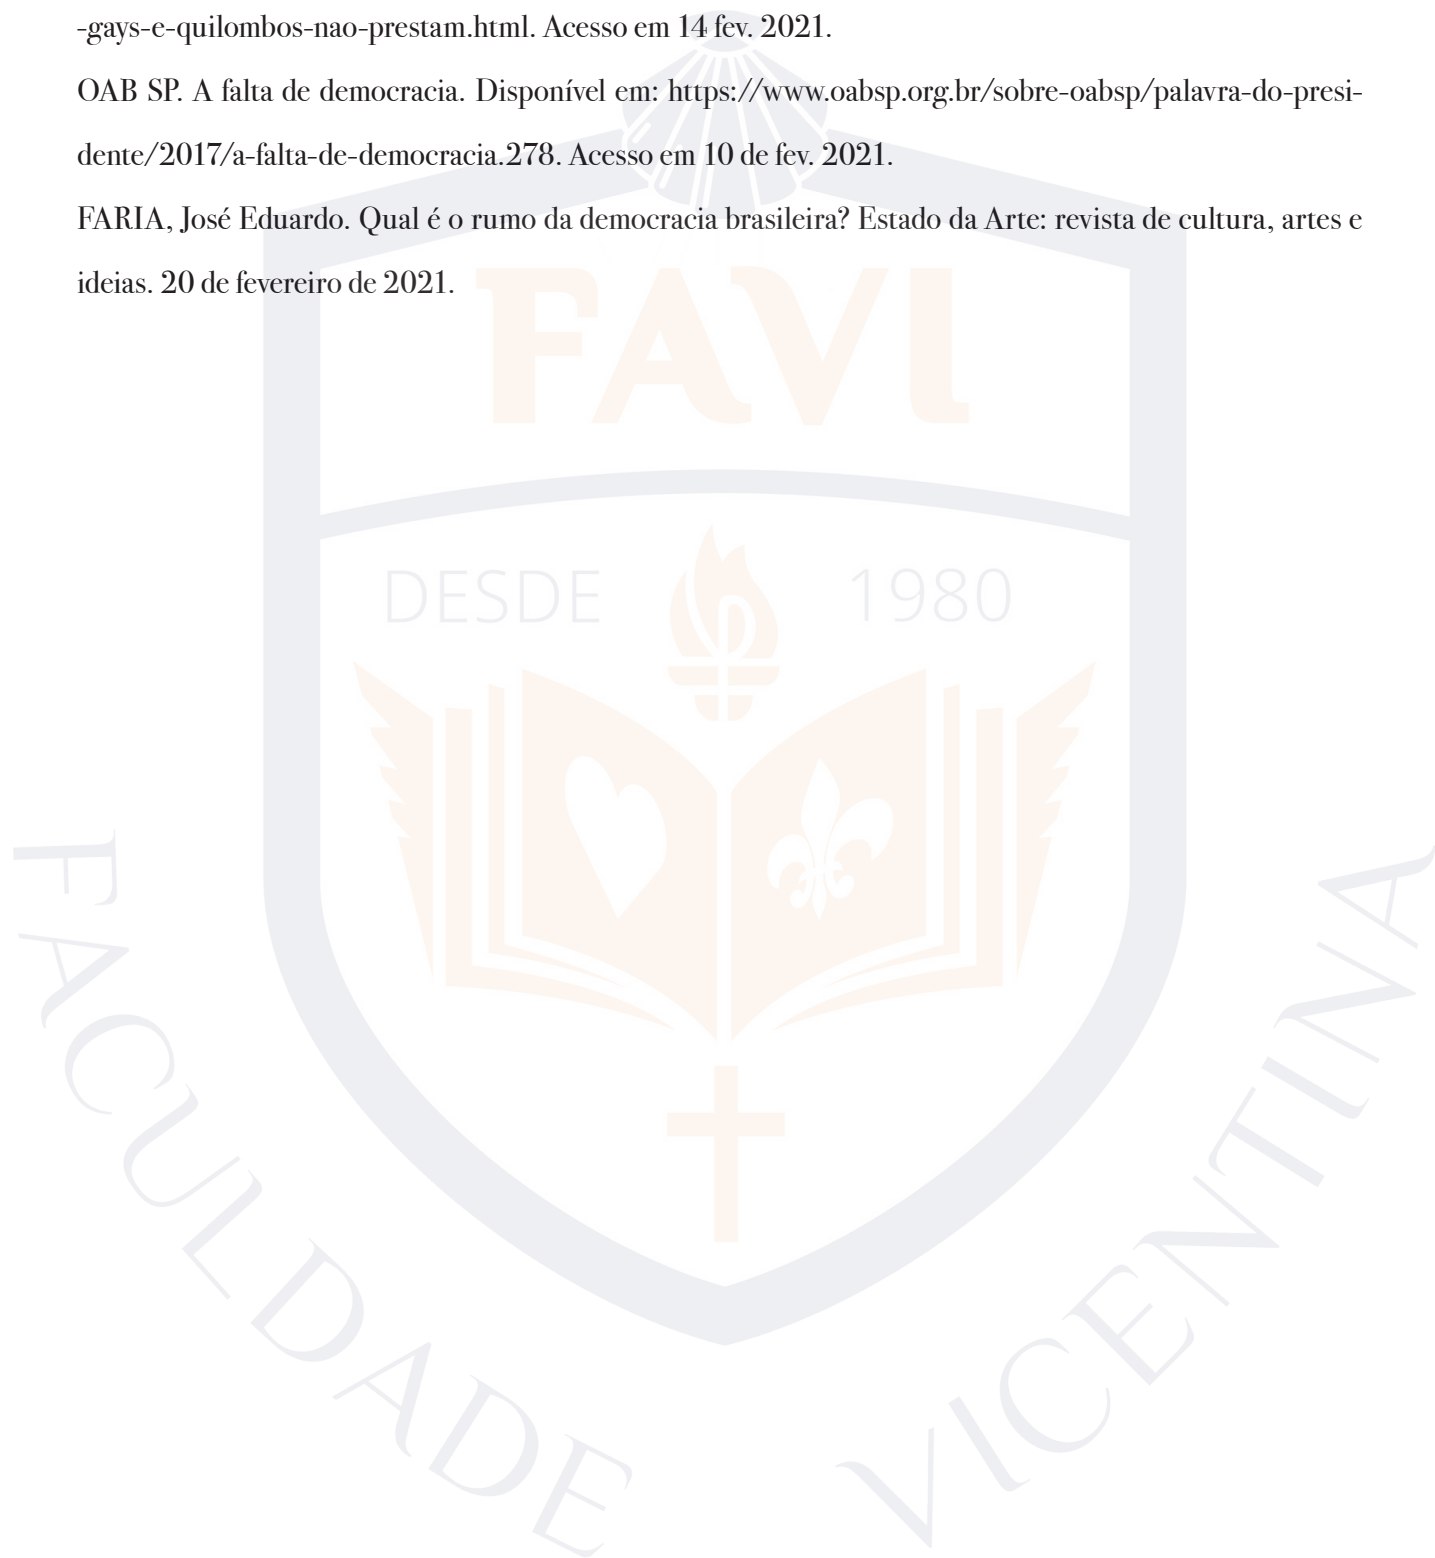 -gays-e-quilombos-nao-prestam.html. Acesso em 14 fev. 2021.
OAB SP. A falta de democracia. Disponível em: https://www.oabsp.org.br/sobre-oabsp/palavra-do-presi-
dente/2017/a-falta-de-democracia.278. Acesso em 10 de fev. 2021.
FARIA, José Eduardo. Qual é o rumo da democracia brasileira? Estado da Arte: revista de cultura, artes e
ideias. 20 de fevereiro de 2021.
FAVI
DESDE 1980
FACULDADE VICENTINA